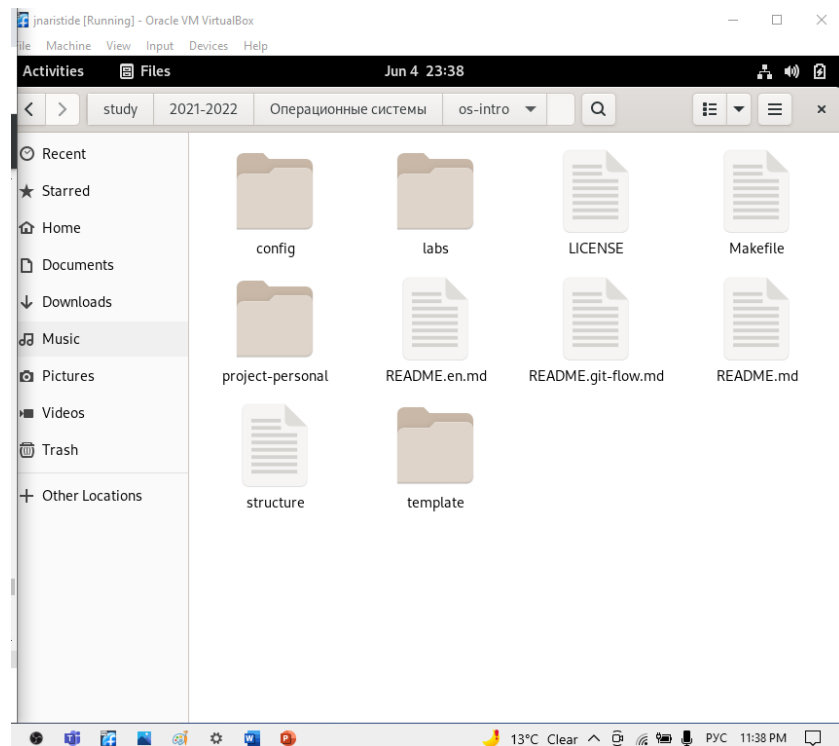 jnaristide [Running] - Oracle VM VirtualBox
File Machine View Input Devices Help
Activities Files Jun 4 23:38
study 2021-2022 Операционные системы os-intro
Recent
Starred
Home
Documents
Downloads
Music
Pictures
Videos
Trash
Other Locations
config labs LICENSE Makefile
project-personal README.en.md README.git-flow.md README.md
structure template
13°C Clear РУС 11:38 PM